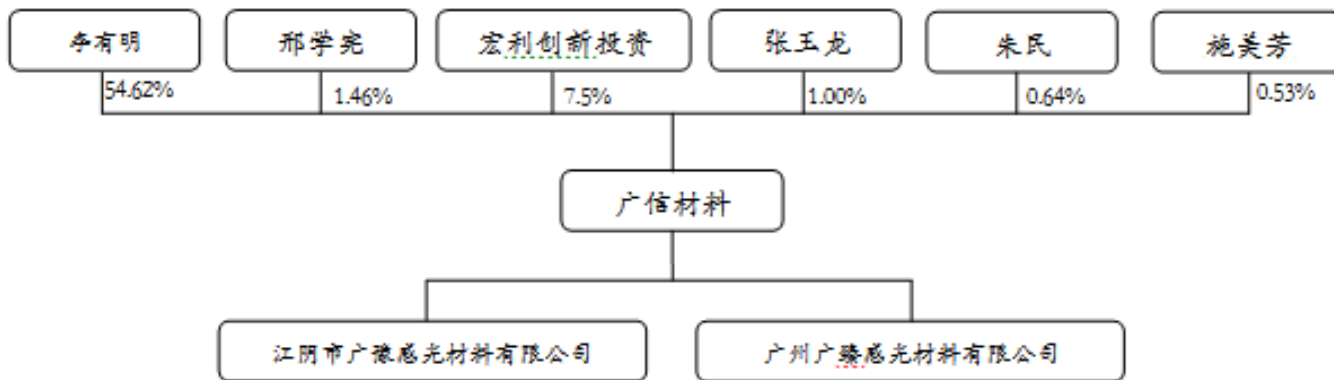 李有明
邢学宪
宏利创新投资
张玉龙
朱民
施美芳
54.62%
1.46%
7.5%
1.00%
0.64%
0.53%
广信材料
江阴市广豫感光材料有限公司
广州广臻感光材料有限公司